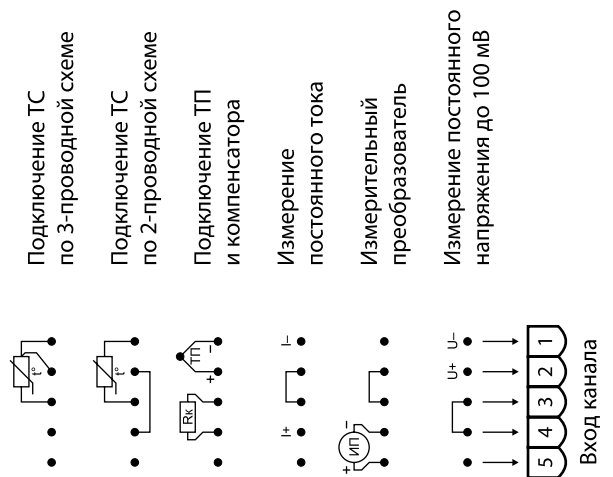 Подключение ТС
по 3-проводной схеме
Подключение ТС
по 2-проводной схеме
Подключение ТП
и компенсатора
Измерение
постоянного тока
Измерительный
преобразователь
Измерение постоянного
напряжения до 100 мВ
t°
t°
Rк
+
ТП
−
I+
I−
+
ИП
−
U+
U−
5
4
3
2
1
Вход канала